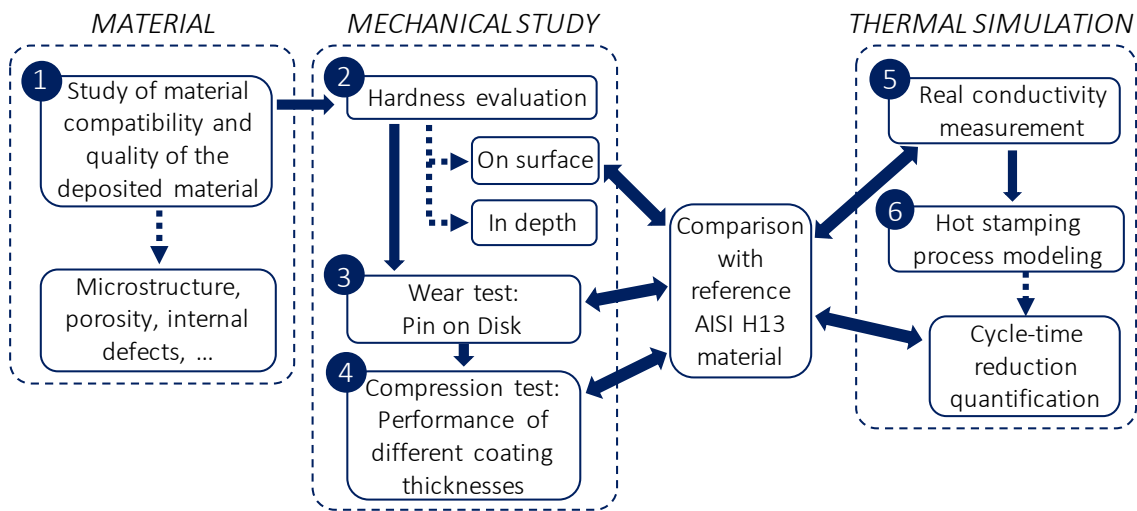 MATERIAL
1
Study of material
compatibility and
quality of the
deposited material
Microstructure,
porosity, internal
defects, ...
MECHANICAL STUDY
2
Hardness evaluation
On surface
In depth
3
Wear test:
Pin on Disk
4
Compression test:
Performance of
different coating
thicknesses
Comparison
with
reference
AISI H13
material
THERMAL SIMULATION
5
Real conductivity
measurement
6
Hot stamping
process modeling
Cycle-time
reduction
quantification